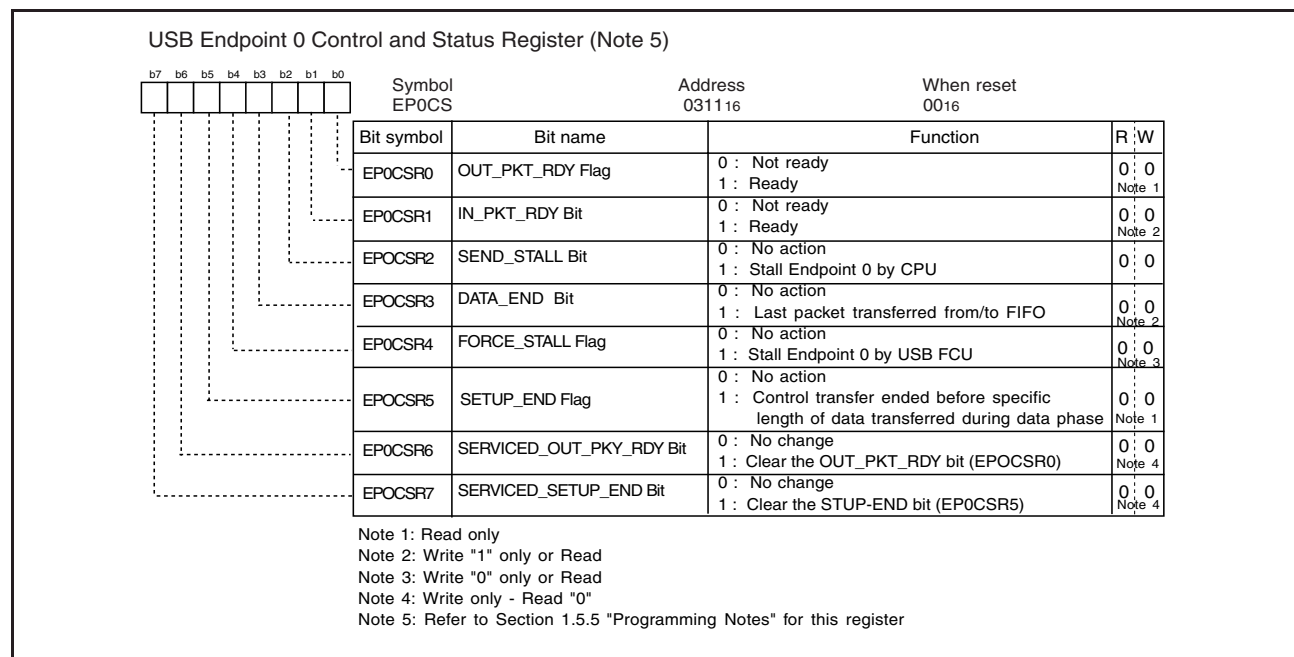 USB Endpoint 0 Control and Status Register (Note 5)
b7 b6 b5 b4 b3 b2 b1 b0
Symbol Address When reset
EP0CS 031116 0016
Bit symbol Bit name Function R W
EP0CSR0 OUT_PKT_RDY Flag 0 : Not ready
1 : Ready
0 0
Note 1
EP0CSR1 IN_PKT_RDY Bit 0 : Not ready
1 : Ready
0 0
Note 2
EPOCSR2 SEND_STALL Bit 0 : No action
1 : Stall Endpoint 0 by CPU
0 0
EPOCSR3 DATA_END Bit 0 : No action
1 : Last packet transferred from/to FIFO
0 0
Note 2
EP0CSR4 FORCE_STALL Flag 0 : No action
1 : Stall Endpoint 0 by USB FCU
0 0
Note 3
EPOCSR5 SETUP_END Flag 0 : No action
1 : Control transfer ended before specific
length of data transferred during data phase
0 0
Note 1
EP0CSR6 SERVICED_OUT_PKY_RDY Bit 0 : No change
1 : Clear the OUT_PKT_RDY bit (EPOCSR0)
0 0
Note 4
EPOCSR7 SERVICED_SETUP_END Bit 0 : No change
1 : Clear the STUP-END bit (EP0CSR5)
0 0
Note 4
Note 1: Read only
Note 2: Write "1" only or Read
Note 3: Write "0" only or Read
Note 4: Write only - Read "0"
Note 5: Refer to Section 1.5.5 "Programming Notes" for this register